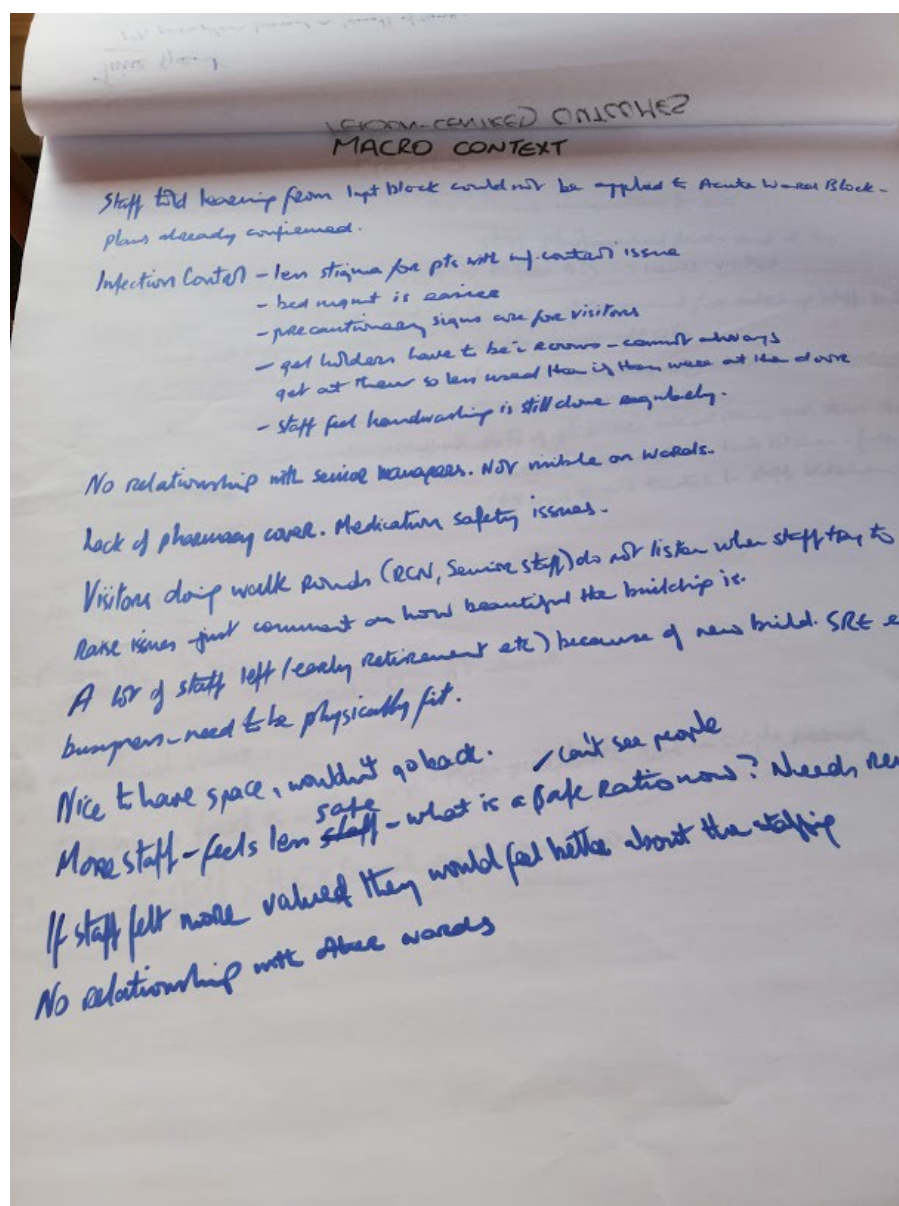 PERSON-CENTRED OUTCOMES
MACRO CONTEXT
Staff told learning from Inpt block could not be applied to Acute Ward Block -
plans already confirmed.
Infection Control - less stigma for pts with inf. control issue
- bed mgmt is easier
- precautionary signs are for visitors
- gel holders have to be - cannot always
get at them so less used than if they were at the door
- staff feel handwashing is still done regularly.
No relationship with senior managers. Not visible on wards.
Lack of pharmacy cover. Medication safety issues.
Visitors doing walk rounds (RCN, Senior staff) do not listen when staff try to
raise issues - just comment on how beautiful the building is.
A lot of staff left (early retirement etc) because of new build. SRE
- need to be physically fit.
Nice to have space, wouldn't go back.
- can't see people
safe
More staff - feels less staff - what is a safe ratio now? Needs
If staff felt more valued they would feel better about the staffing
No relationship with other wards